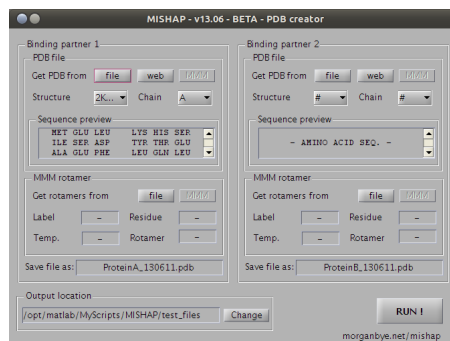 MISHAP - v13.06 - BETA - PDB creator
Binding partner 1
PDB file
Get PDB from file web MMM
Structure 2K... Chain A
Sequence preview
MET GLU LEU LYS HIS SER
ILE SER ASP TYR THR GLU
ALA GLU PHE LEU GLN LEU
MMM rotamer
Get rotamers from file MMM
Label - Residue -
Temp. - Rotamer -
Save file as: ProteinA_130611.pdb
Binding partner 2
PDB file
Get PDB from file web MMM
Structure # Chain #
Sequence preview
- AMINO ACID SEQ. -
MMM rotamer
Get rotamers from file MMM
Label - Residue -
Temp. - Rotamer -
Save file as: ProteinB_130611.pdb
Output location
/opt/matlab/MyScripts/MISHAP/test_files Change
RUN !
morganbye.net/mishap